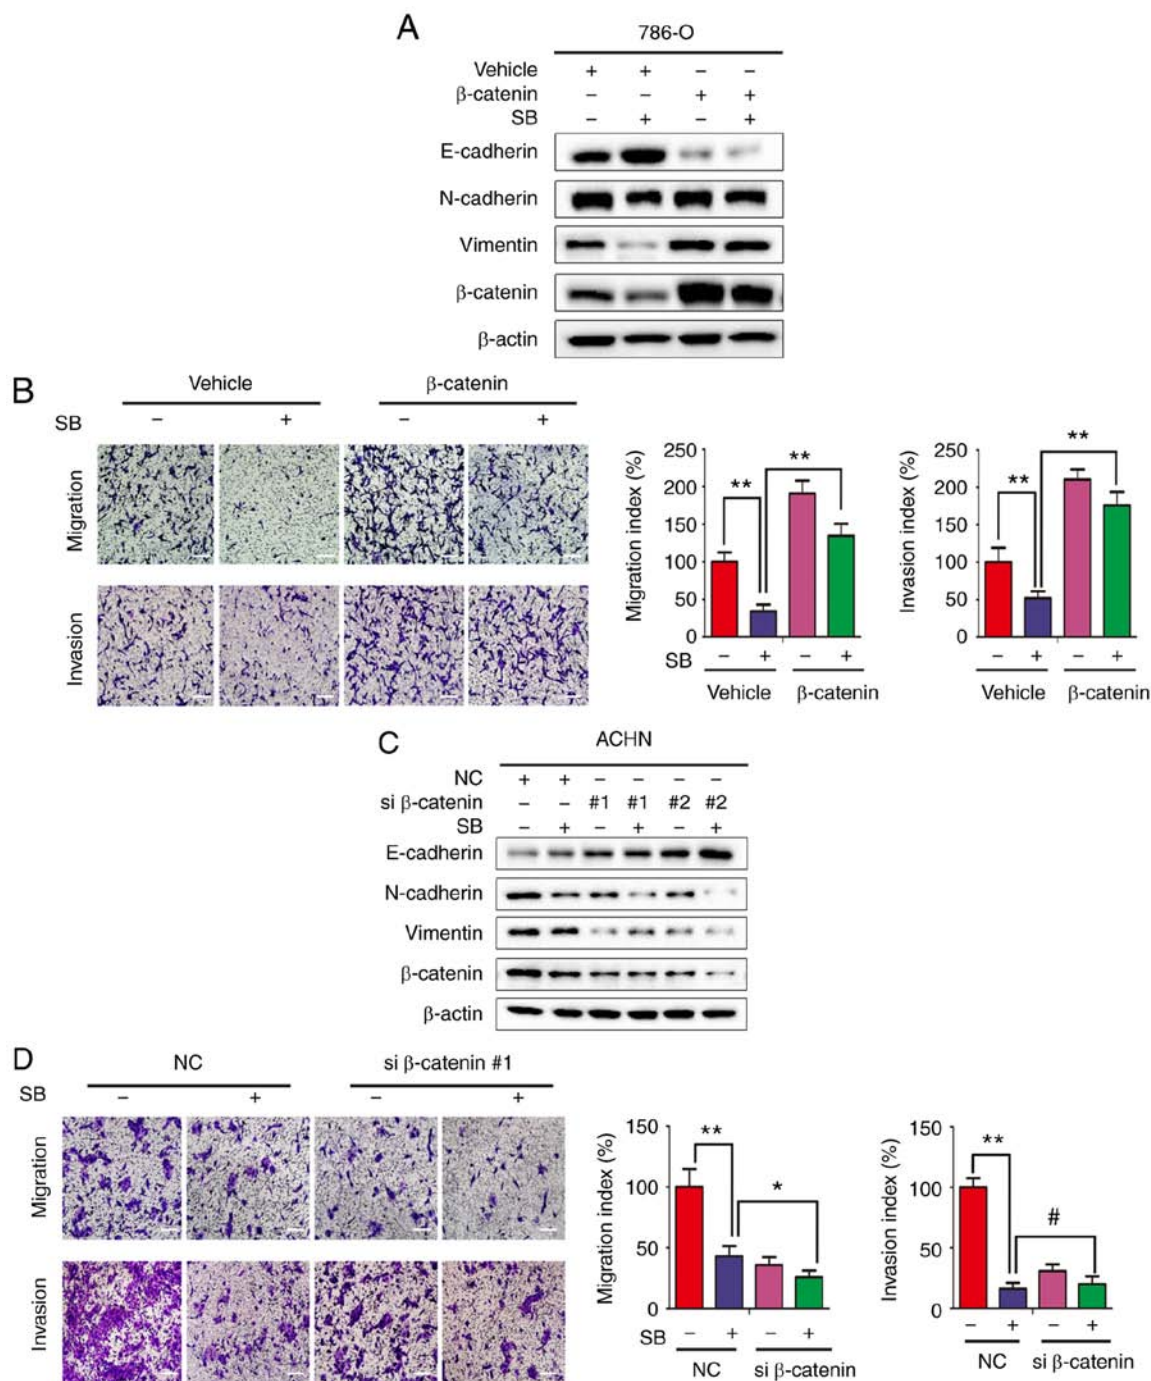 A
786-O
Vehicle + + – –
β-catenin – – + +
SB – + – +
E-cadherin
N-cadherin
Vimentin
β-catenin
β-actin
B
Vehicle β-catenin
SB – + – +
Migration
Invasion
Migration index (%)
250
200
150
100
50
0
** **
SB – + – +
Vehicle β-catenin
Invasion index (%)
250
200
150
100
50
0
** **
– + – +
Vehicle β-catenin
C
ACHN
NC + + – – – –
si β-catenin – – #1 #1 #2 #2
SB – + – + – +
E-cadherin
N-cadherin
Vimentin
β-catenin
β-actin
D
NC si β-catenin #1
SB – + – +
Migration
Invasion
Migration index (%)
150
100
50
0
** *
SB – + – +
NC si β-catenin
Invasion index (%)
150
100
50
0
** #
– + – +
NC si β-catenin